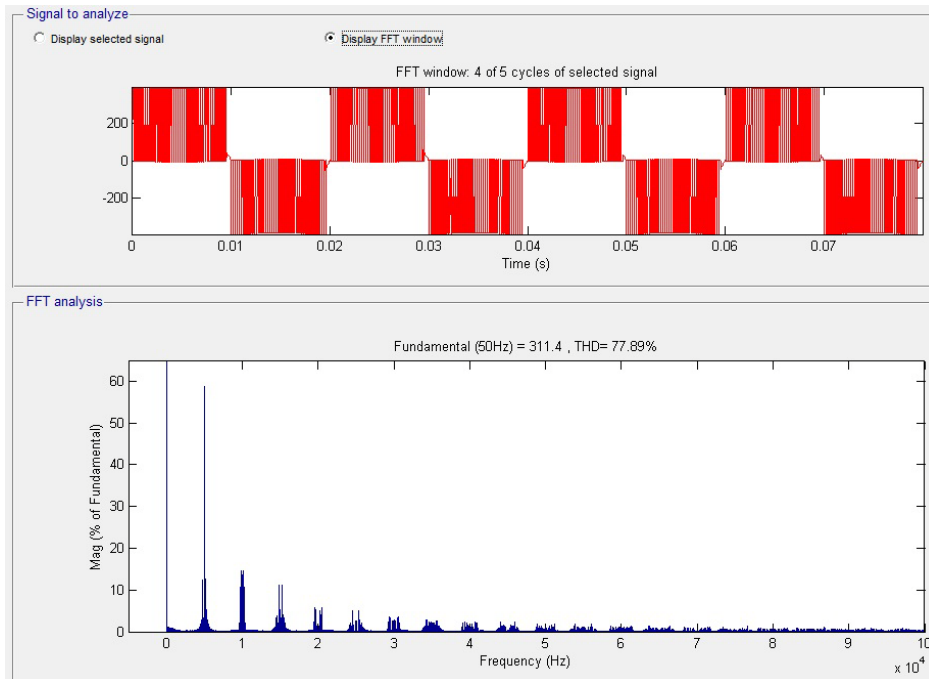 Signal to analyze
Display selected signal
Display FFT window
FFT window: 4 of 5 cycles of selected signal
200
0
-200
0 0.01 0.02 0.03 0.04 0.05 0.06 0.07
Time (s)
FFT analysis
Fundamental (50Hz) = 311.4 , THD= 77.89%
Mag (% of Fundamental)
60
50
40
30
20
10
0
0 1 2 3 4 5 6 7 8 9 10
Frequency (Hz)
x 10^4